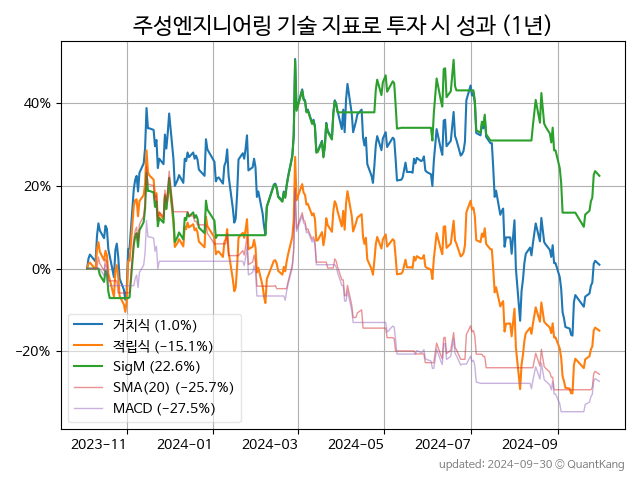 주성엔지니어링 기술 지표로 투자 시 성과 (1년)
40%
20%
0%
−20%
거치식 (1.0%)
적립식 (−15.1%)
SigM (22.6%)
SMA(20) (−25.7%)
MACD (−27.5%)
2023-11 2024-01 2024-03 2024-05 2024-07 2024-09
updated: 2024-09-30 © QuantKang